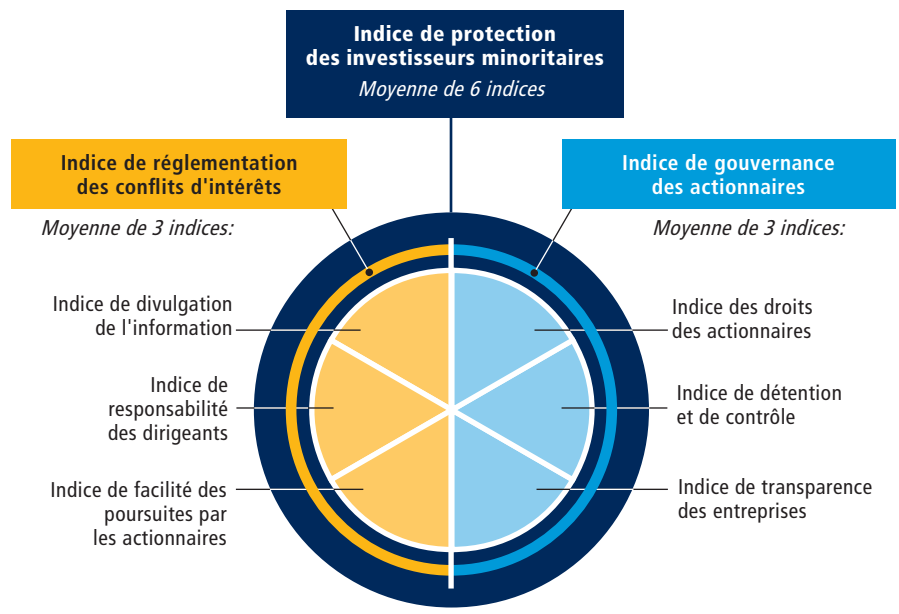 Indice de protection
des investisseurs minoritaires
Moyenne de 6 indices
Indice de réglementation
des conflits d'intérêts
Moyenne de 3 indices:
Indice de divulgation
de l'information
Indice de
responsabilité
des dirigeants
Indice de facilité des
poursuites par
les actionnaires
Indice de gouvernance
des actionnaires
Moyenne de 3 indices:
Indice des droits
des actionnaires
Indice de détention
et de contrôle
Indice de transparence
des entreprises